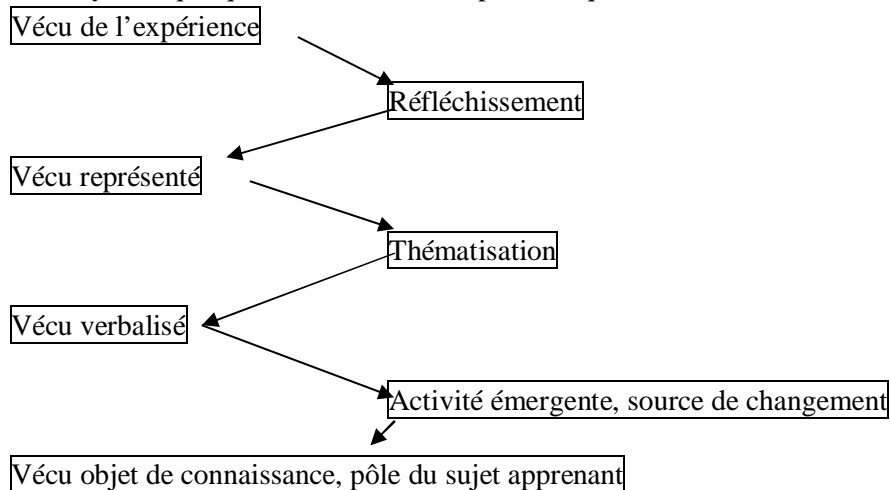 Vécu de l'expérience
Réfléchissement
Vécu représenté
Thématisation
Vécu verbalisé
Activité émergente, source de changement
Vécu objet de connaissance, pôle du sujet apprenant